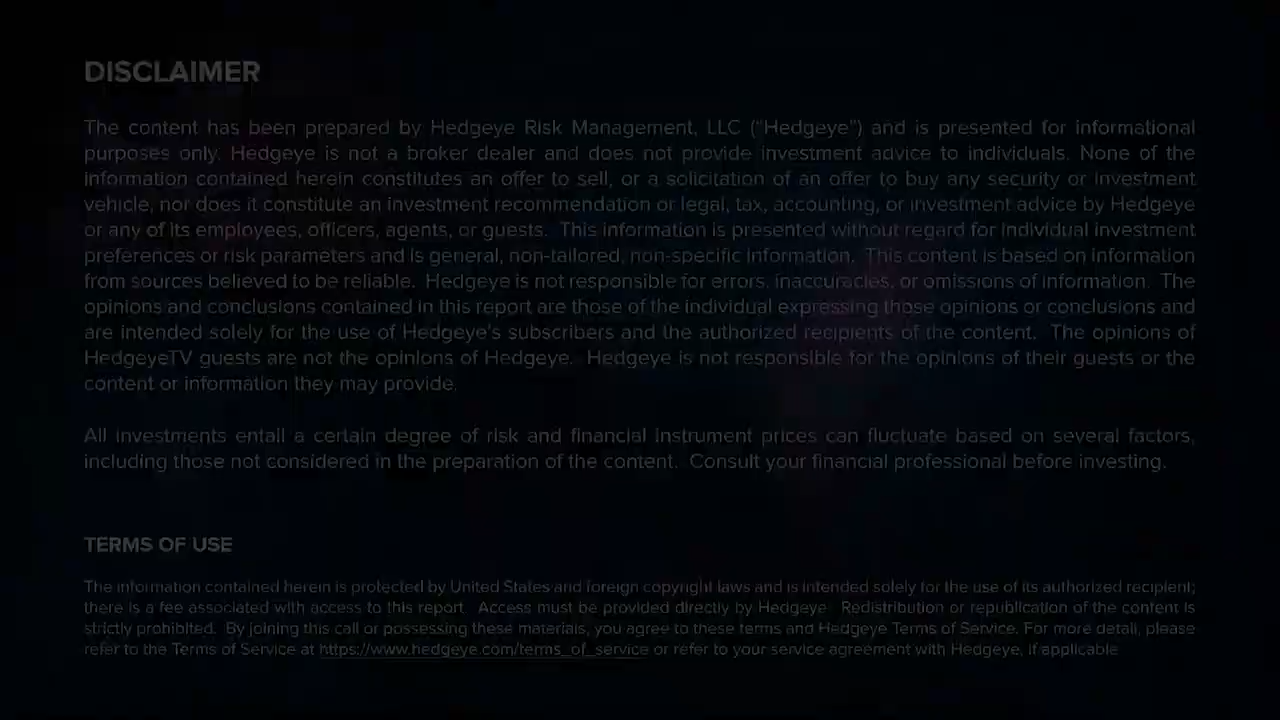 DISCLAIMER
The content has been prepared by Hedgeye Risk Management, LLC (“Hedgeye”) and is presented for informational
purposes only. Hedgeye is not a broker dealer and does not provide investment advice to individuals. None of the
information contained herein constitutes an offer to sell, or a solicitation of an offer to buy any security or investment
vehicle, nor does it constitute an investment recommendation or legal, tax, accounting, or investment advice by Hedgeye
or any of its employees, officers, agents, or guests.  This information is presented without regard for individual investment
preferences or risk parameters and is general, non-tailored, non-specific information.  This content is based on information
from sources believed to be reliable.  Hedgeye is not responsible for errors, inaccuracies, or omissions of information.  The
opinions and conclusions contained in this report are those of the individual expressing those opinions or conclusions and
are intended solely for the use of Hedgeye’s subscribers and the authorized recipients of the content.  The opinions of
HedgeyeTV guests are not the opinions of Hedgeye.  Hedgeye is not responsible for the opinions of their guests or the
content or information they may provide.
All investments entail a certain degree of risk and financial instrument prices can fluctuate based on several factors,
including those not considered in the preparation of the content.  Consult your financial professional before investing.
TERMS OF USE
The information contained herein is protected by United States and foreign copyright laws and is intended solely for the use of its authorized recipient;
there is a fee associated with access to this report.  Access must be provided directly by Hedgeye.  Redistribution or republication of the content is
strictly prohibited.  By joining this call or possessing these materials, you agree to these terms and Hedgeye Terms of Service. For more detail, please
refer to the Terms of Service at https://www.hedgeye.com/terms_of_service or refer to your service agreement with Hedgeye, if applicable